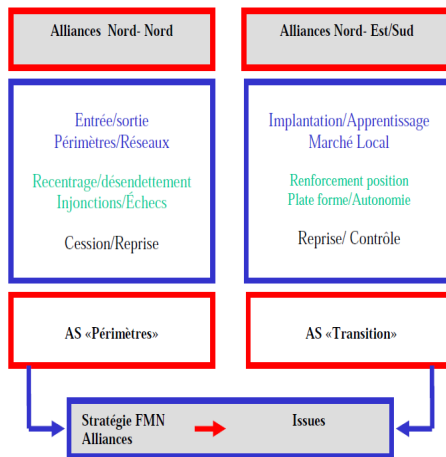 Alliances Nord- Nord
Alliances Nord- Est/Sud
Entrée/sortie
Périmètres/Réseaux
Recentrage/désendettement
Injonctions/Échecs
Cession/Reprise
Implantation/Apprentissage
Marché Local
Renforcement position
Plate forme/Autonomie
Reprise/ Contrôle
AS «Périmètres»
AS «Transition»
Stratégie FMN
Alliances
Issues